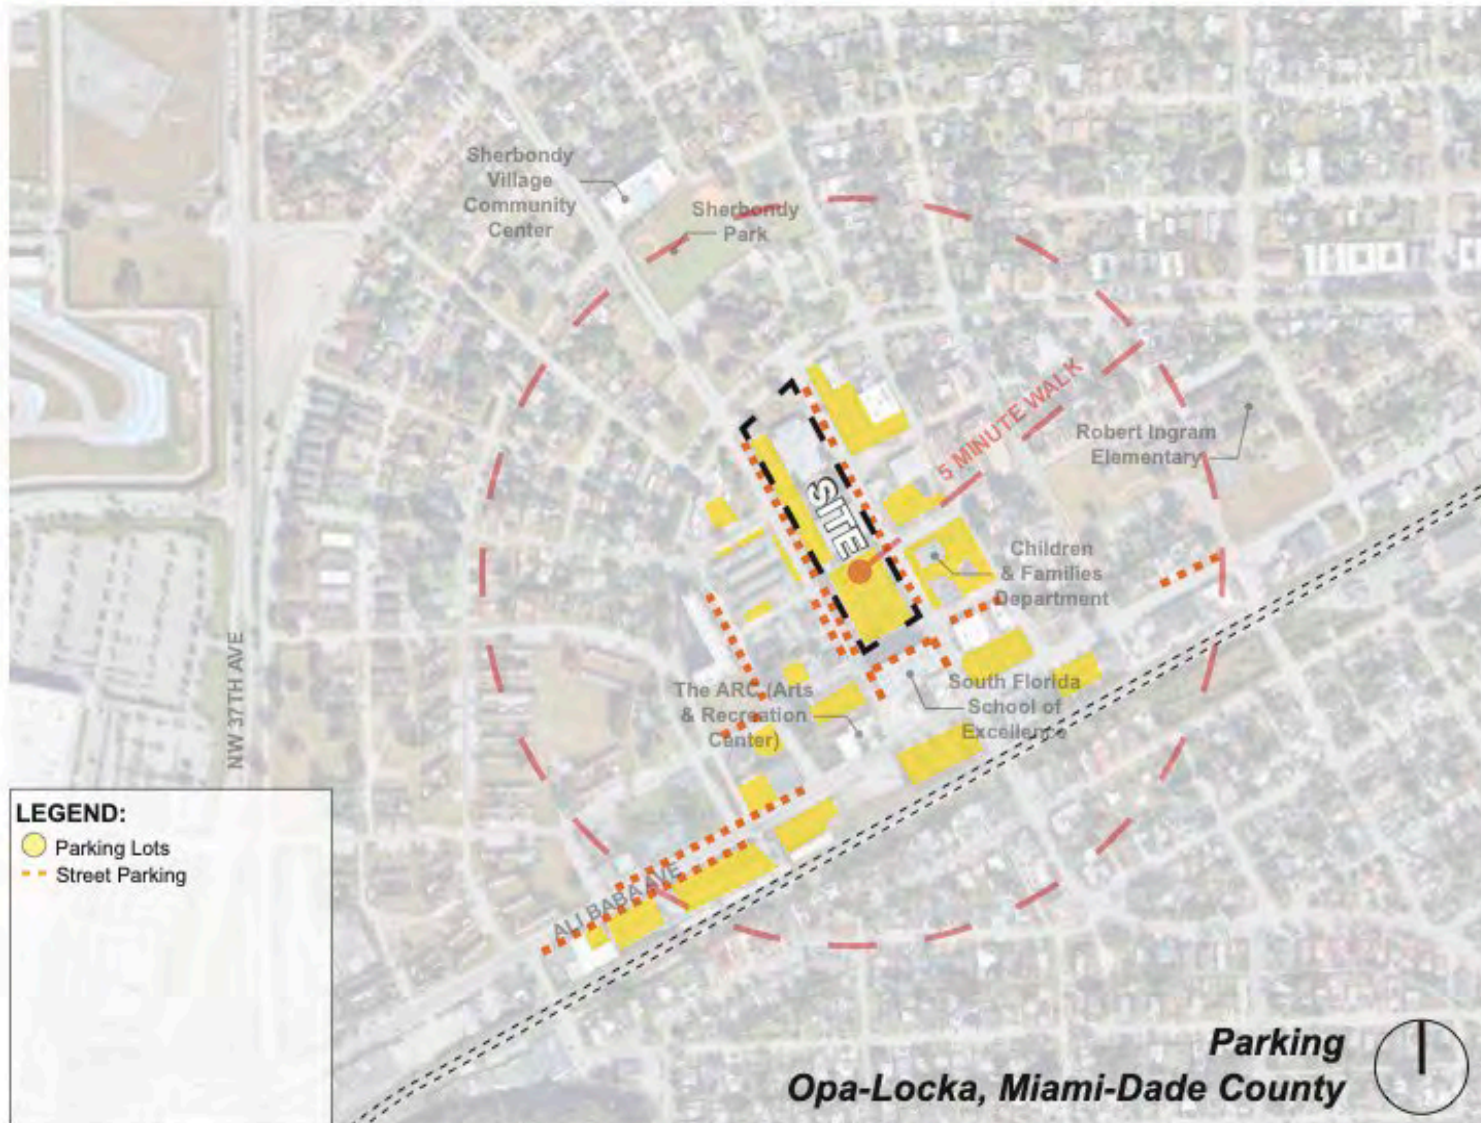 Sherbondy
Village
Community
Center
Sherbondy
Park
5 MINUTE WALK
Robert Ingram
Elementary
SITE
Children
& Families
Department
NW 37TH AVE
The ARC (Arts
& Recreation
Center)
South Florida
School of
Excellence
ALI BABA AVE
LEGEND:
Parking Lots
Street Parking
Parking
Opa-Locka, Miami-Dade County